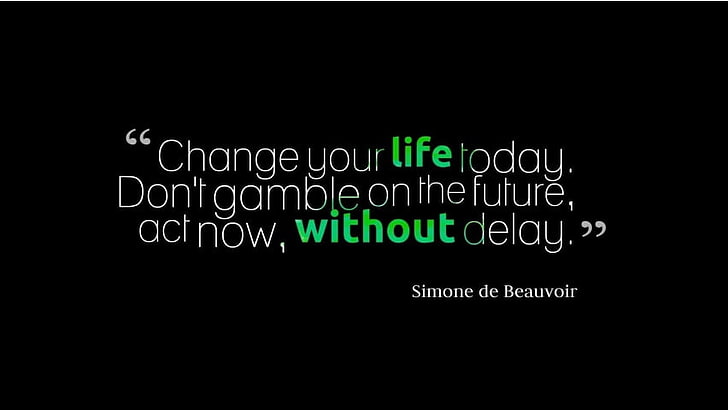 “Change your life today.
Don't gamble on the future,
act now, without delay.”
Simone de Beauvoir